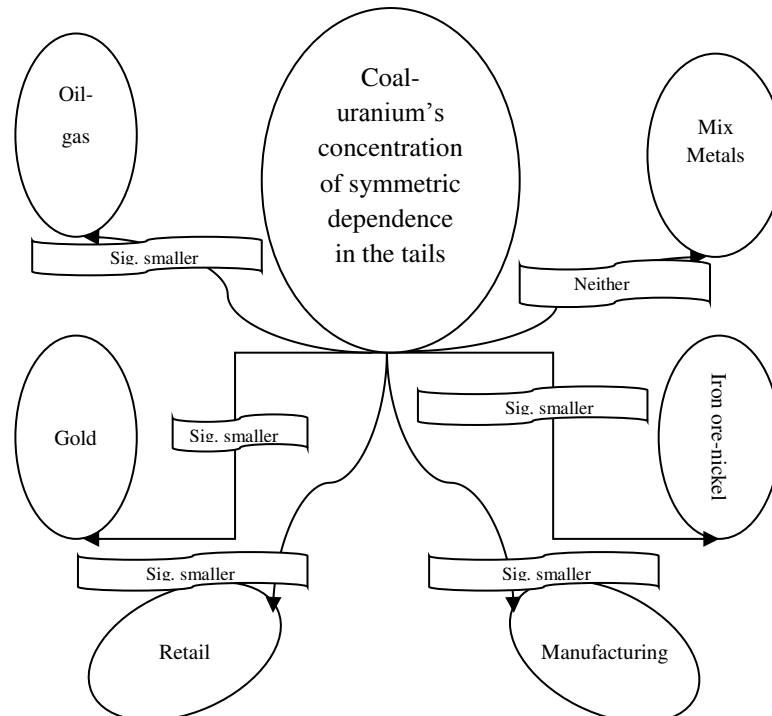 Oil-
gas
Coal-
uranium's
concentration
of symmetric
dependence
in the tails
Mix
Metals
Sig. smaller
Neither
Gold
Sig. smaller
Sig. smaller
Iron ore-nickel
Sig. smaller
Sig. smaller
Retail
Manufacturing